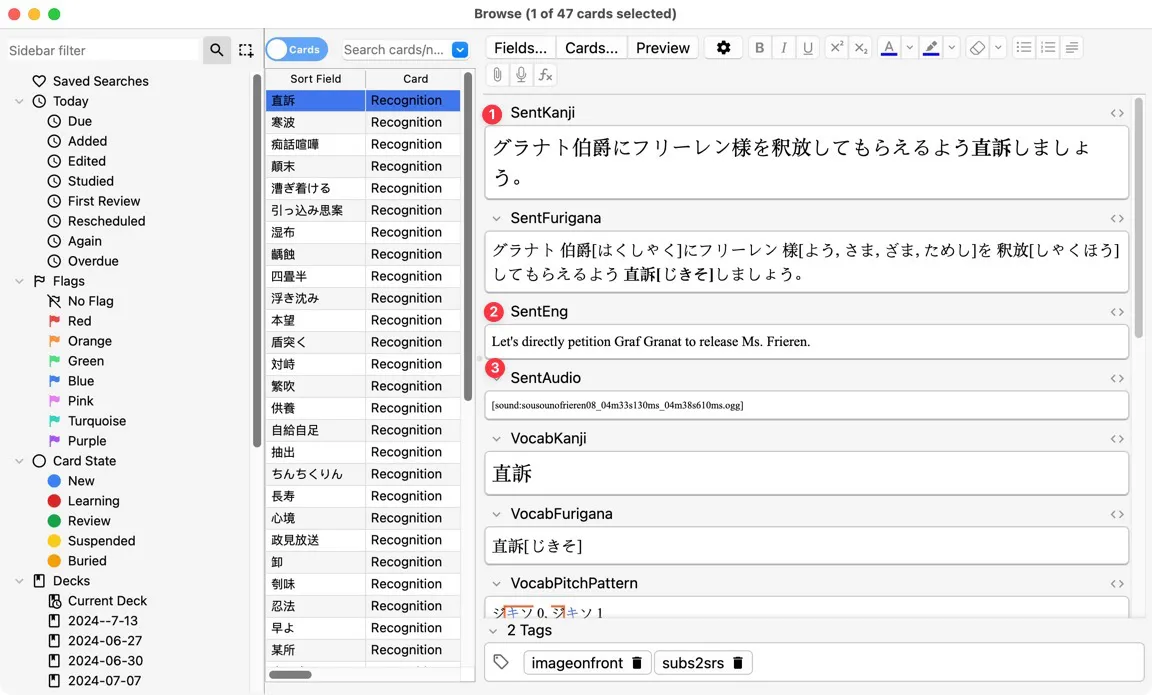 Browse (1 of 47 cards selected)
Sidebar filter
Saved Searches
Today
Due
Added
Edited
Studied
First Review
Rescheduled
Again
Overdue
Flags
No Flag
Red
Orange
Green
Blue
Pink
Turquoise
Purple
Card State
New
Learning
Review
Suspended
Buried
Decks
Current Deck
2024--7-13
2024-06-27
2024-06-30
2024-07-07
Cards
Search cards/n...
Sort Field Card
直訴 Recognition
寒波 Recognition
痴話喧嘩 Recognition
顛末 Recognition
漕ぎ着ける Recognition
引っ込み思案 Recognition
湿布 Recognition
齲蝕 Recognition
四畳半 Recognition
浮き沈み Recognition
本望 Recognition
盾突く Recognition
対峙 Recognition
繁吹 Recognition
供養 Recognition
自給自足 Recognition
抽出 Recognition
ちんちくりん Recognition
長寿 Recognition
心境 Recognition
政見放送 Recognition
卸 Recognition
Recognition
忍法 Recognition
早よ Recognition
某所 Recognition
Fields... Cards... Preview B I U X² X₂ A
fx
1 SentKanji <>
グラナト伯爵にフリーレン様を釈放してもらえるよう直訴しましょ
う。
SentFurigana <>
グラナト 伯爵[はくしゃく]にフリーレン 様[よう, さま, ざま, ためし]を 釈放[しゃくほう]
してもらえるよう 直訴[じきそ]しましょう。
2 SentEng <>
Let's directly petition Graf Granat to release Ms. Frieren.
3 SentAudio <>
[sound:sousounofrieren08_04m33s130ms_04m38s610ms.ogg]
VocabKanji <>
直訴
VocabFurigana <>
直訴[じきそ]
VocabPitchPattern <>
ジキソ 0, ジキソ 1
2 Tags
imageonfront subs2srs